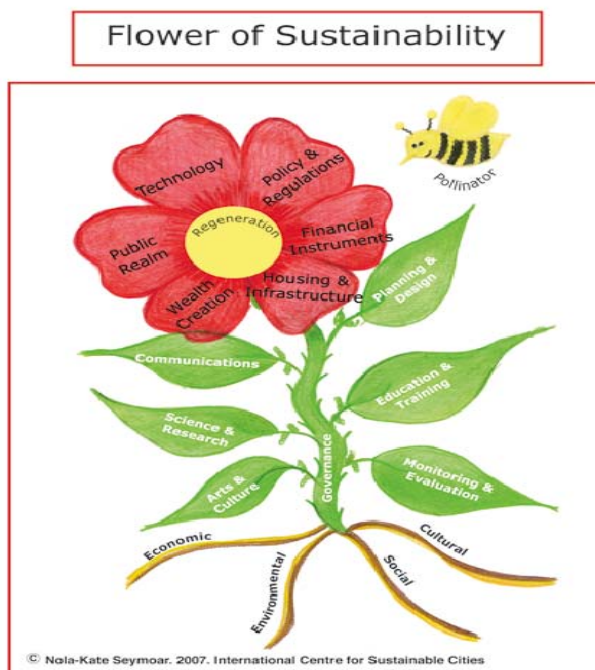 Flower of Sustainability
Technology
Policy &
Regulations
Pollinator
Regeneration
Public
Realm
Financial
Instruments
Wealth
Creation
Housing &
Infrastructure
Planning &
Design
Communications
Education &
Training
Science &
Research
Governance
Arts &
Culture
Monitoring &
Evaluation
Economic
Environmental
Social
Cultural
© Nola-Kate Seymoar. 2007. International Centre for Sustainable Cities